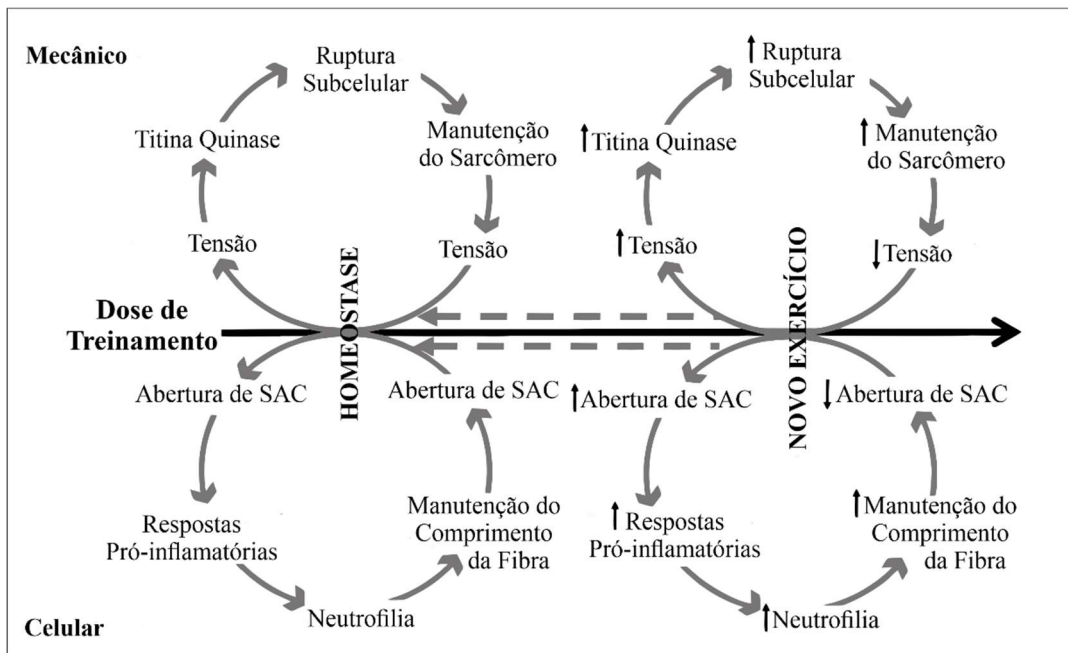 Mecânico
Ruptura
Subcelular
Titina Quinase
Manutenção
do Sarcômero
Tensão
Tensão
↑Ruptura
Subcelular
↑Titina Quinase
↑Manutenção
do Sarcômero
↑Tensão
↓Tensão
HOMEOSTASE
NOVO EXERCÍCIO
Dose de
Treinamento
Abertura de SAC
Abertura de SAC
Respostas
Pró-inflamatórias
Manutenção do
Comprimento
da Fibra
Neutrofilia
↑Abertura de SAC
↓Abertura de SAC
↑Respostas
Pró-inflamatórias
↑Manutenção do
Comprimento
da Fibra
↑Neutrofilia
Celular